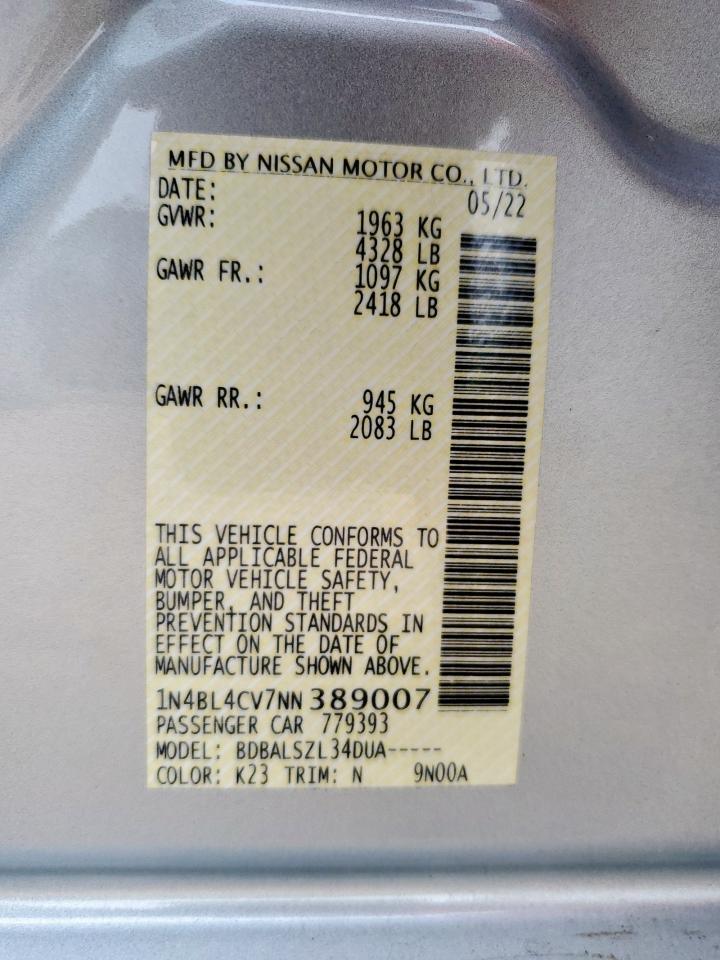 MFD BY NISSAN MOTOR CO., LTD.
DATE: 05/22
GVWR: 1963 KG
4328 LB
GAWR FR.: 1097 KG
2418 LB
GAWR RR.: 945 KG
2083 LB
THIS VEHICLE CONFORMS TO
ALL APPLICABLE FEDERAL
MOTOR VEHICLE SAFETY,
BUMPER, AND THEFT
PREVENTION STANDARDS IN
EFFECT ON THE DATE OF
MANUFACTURE SHOWN ABOVE.
1N4BL4CV7NN389007
PASSENGER CAR 779393
MODEL: BDBALSZL34DUA-----
COLOR: K23 TRIM: N 9N00A